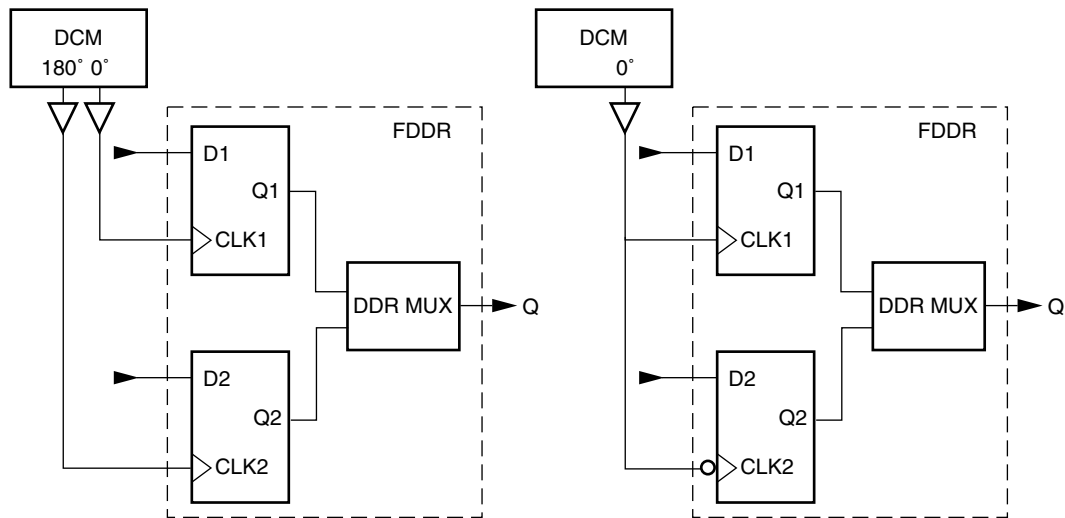 DCM
180° 0°
FDDR
D1
Q1
CLK1
DDR MUX
Q
D2
Q2
CLK2
DCM
0°
FDDR
D1
Q1
CLK1
DDR MUX
Q
D2
Q2
CLK2